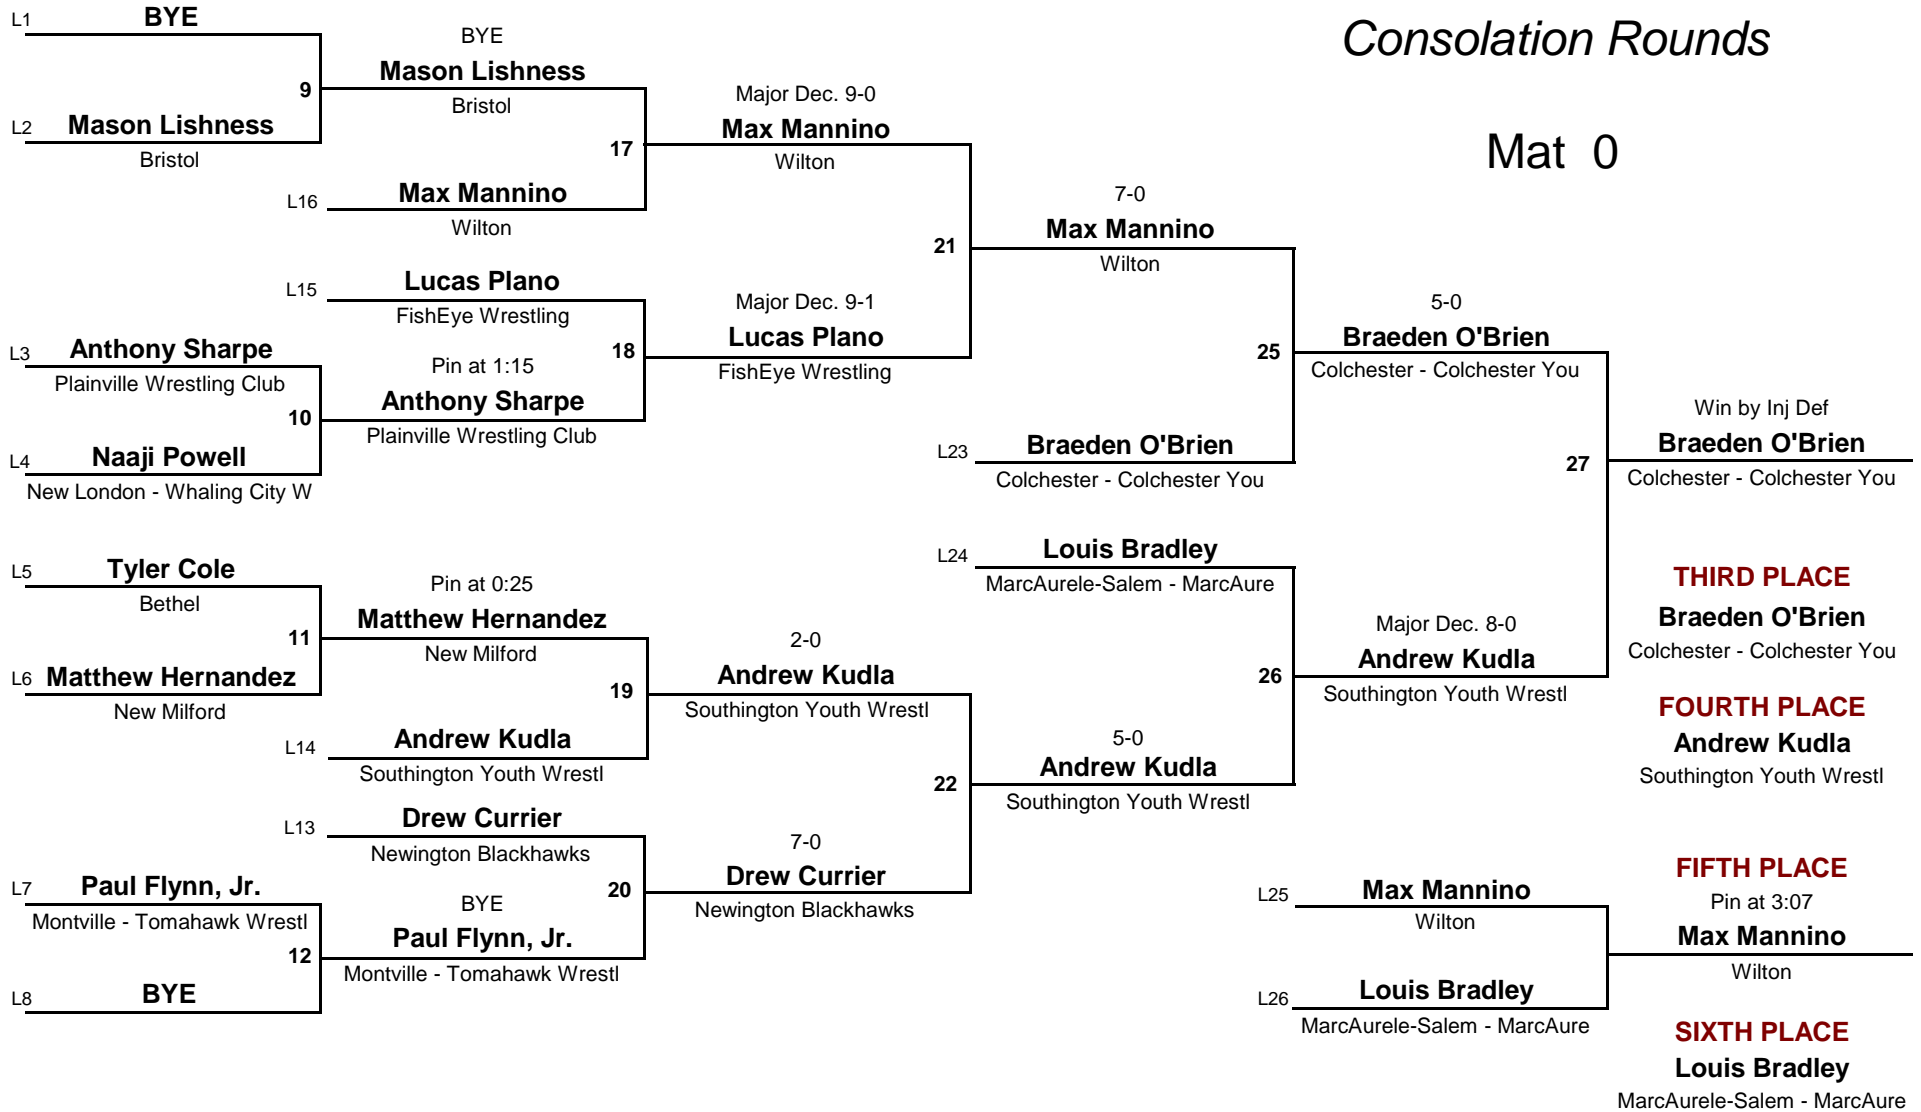 Consolation Rounds
Mat 0
L1
BYE
9
L2
Mason Lishness
Bristol
BYE
Mason Lishness
Bristol
17
L16
Max Mannino
Wilton
Major Dec. 9-0
Max Mannino
Wilton
L15
Lucas Plano
FishEye Wrestling
18
L3
Anthony Sharpe
Plainville Wrestling Club
10
L4
Naaji Powell
New London - Whaling City W
Pin at 1:15
Anthony Sharpe
Plainville Wrestling Club
Major Dec. 9-1
Lucas Plano
FishEye Wrestling
21
7-0
Max Mannino
Wilton
25
L23
Braeden O'Brien
Colchester - Colchester You
5-0
Braeden O'Brien
Colchester - Colchester You
27
Win by Inj Def
Braeden O'Brien
Colchester - Colchester You
L5
Tyler Cole
Bethel
11
L6
Matthew Hernandez
New Milford
Pin at 0:25
Matthew Hernandez
New Milford
19
L14
Andrew Kudla
Southington Youth Wrestl
2-0
Andrew Kudla
Southington Youth Wrestl
22
L13
Drew Currier
Newington Blackhawks
20
L7
Paul Flynn, Jr.
Montville - Tomahawk Wrestl
12
L8
BYE
BYE
Paul Flynn, Jr.
Montville - Tomahawk Wrestl
7-0
Drew Currier
Newington Blackhawks
L24
Louis Bradley
MarcAurele-Salem - MarcAure
26
5-0
Andrew Kudla
Southington Youth Wrestl
Major Dec. 8-0
Andrew Kudla
Southington Youth Wrestl
THIRD PLACE
Braeden O'Brien
Colchester - Colchester You
FOURTH PLACE
Andrew Kudla
Southington Youth Wrestl
L25
Max Mannino
Wilton
L26
Louis Bradley
MarcAurele-Salem - MarcAure
FIFTH PLACE
Pin at 3:07
Max Mannino
Wilton
SIXTH PLACE
Louis Bradley
MarcAurele-Salem - MarcAure